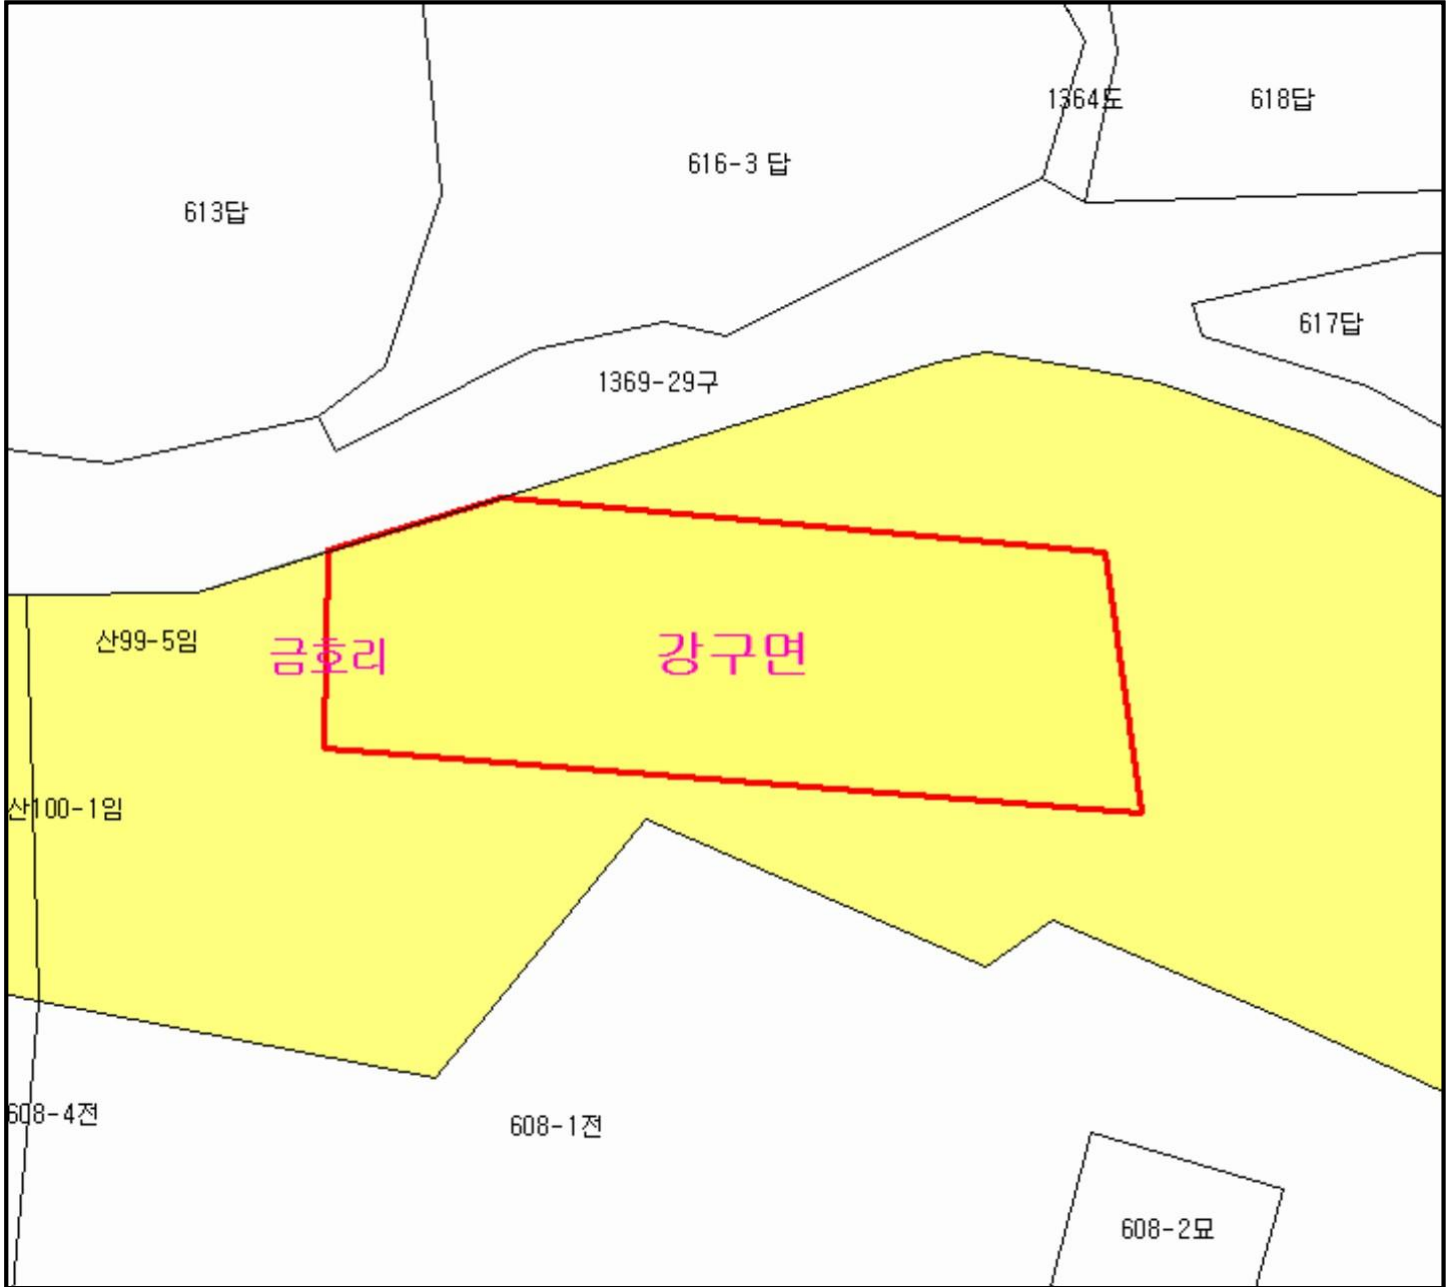 1364도
618답
616-3 답
613답
617답
1369-29구
산99-5임
금호리
강구면
산100-1임
608-4전
608-1전
608-2묘